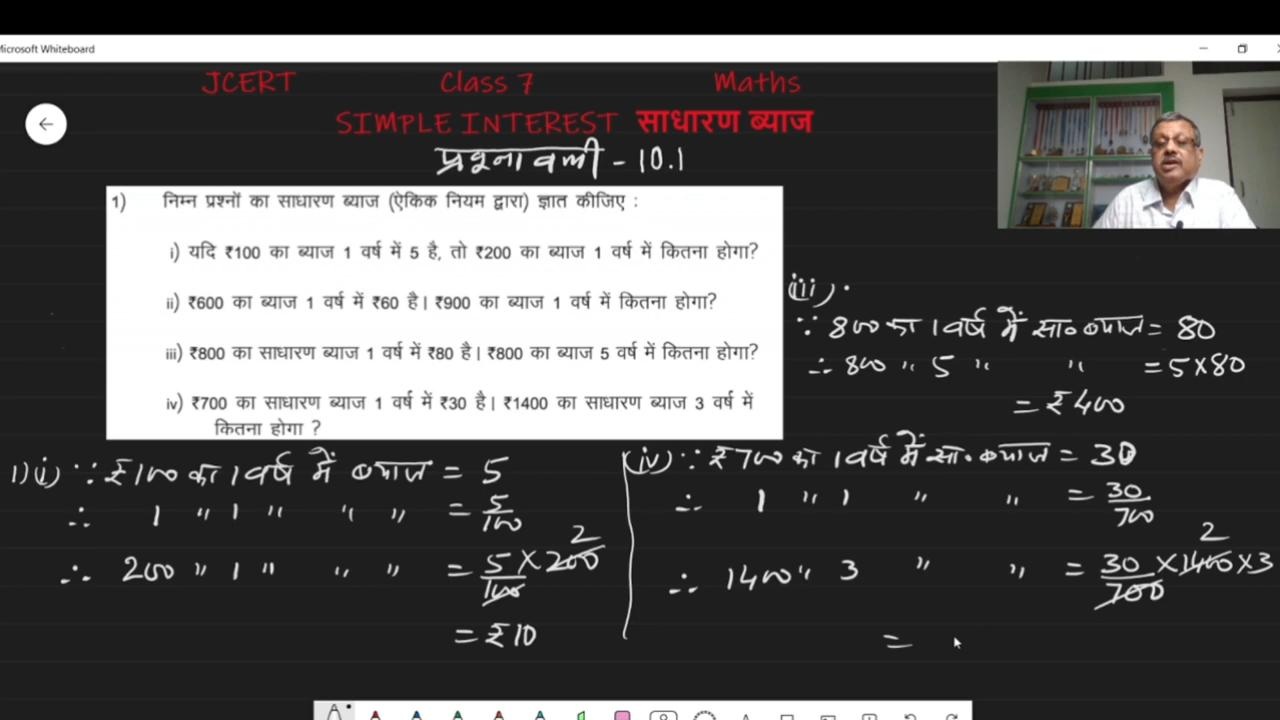 Microsoft Whiteboard
JCERT Class 7 Maths
SIMPLE INTEREST साधारण ब्याज
प्रश्नावली - 10.1
1) निम्न प्रश्नों का साधारण ब्याज (ऐकिक नियम द्वारा) ज्ञात कीजिए :
i) यदि ₹100 का ब्याज 1 वर्ष में 5 है, तो ₹200 का ब्याज 1 वर्ष में कितना होगा?
ii) ₹600 का ब्याज 1 वर्ष में ₹60 है। ₹900 का ब्याज 1 वर्ष में कितना होगा?
iii) ₹800 का साधारण ब्याज 1 वर्ष में ₹80 है। ₹800 का ब्याज 5 वर्ष में कितना होगा?
iv) ₹700 का साधारण ब्याज 1 वर्ष में ₹30 है। ₹1400 का साधारण ब्याज 3 वर्ष में
कितना होगा ?
1) (i) ∵ ₹100 का 1 वर्ष में ब्याज = 5
∴ 1 " 1 " " " = 5/100
∴ 200 " 1 " " " = 5/100 × 200 2
= ₹10
(iii) .
∵ 800 का 1 वर्ष में सा० ब्याज = 80
∴ 800 " 5 " " = 5×80
= ₹400
(iv) ∵ ₹700 का 1 वर्ष में सा० ब्याज = 30
∴ 1 " 1 " " = 30/700
∴ 1400 " 3 " " = 30/700 × 1400 2 × 3
=